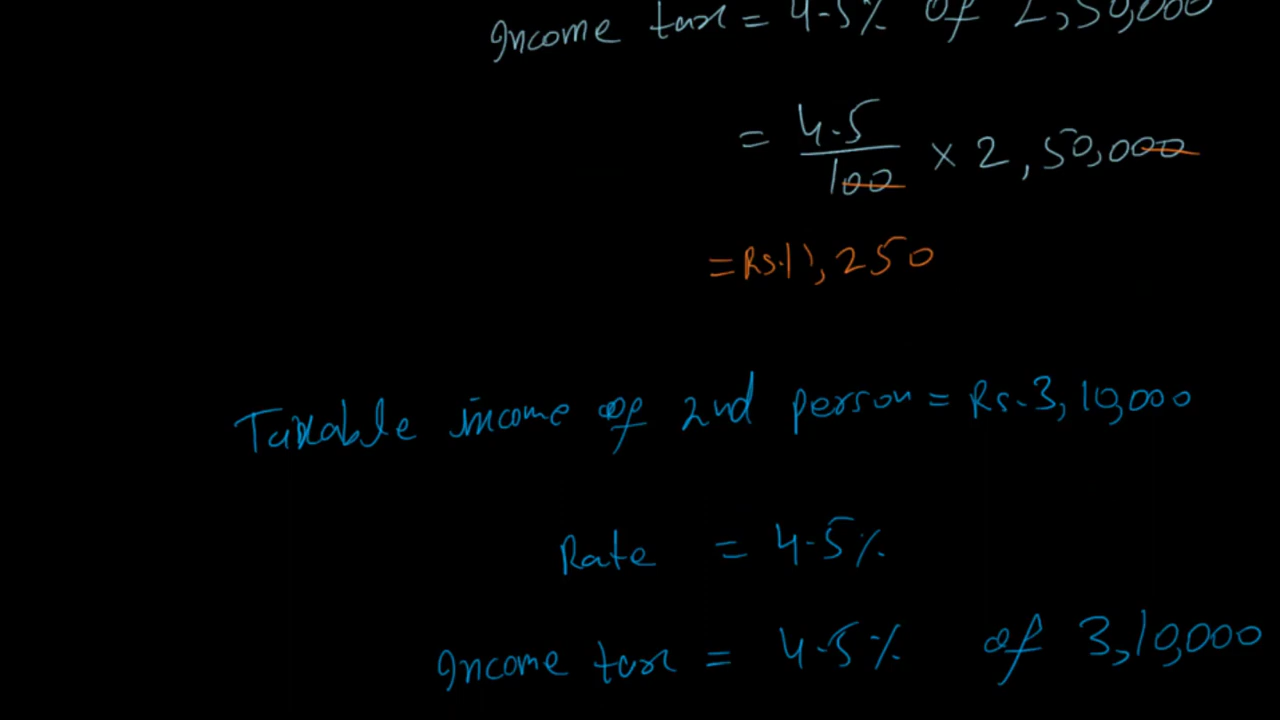 Income tax = 4.5% of 2,50,000
= 4.5/100 × 2,50,000
= Rs.11,250
Taxable income of 2nd person = Rs.3,10,000
Rate = 4.5%
Income tax = 4.5% of 3,10,000